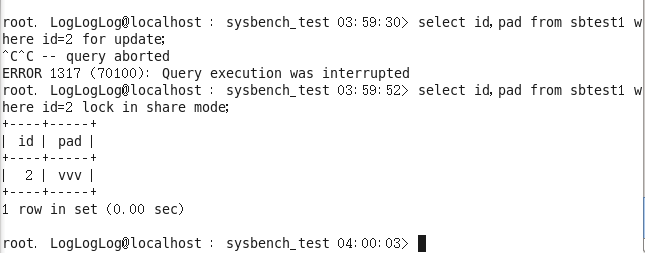 root. LogLogLog@localhost : sysbench_test 03:59:30> select id,pad from sbtest1 w
here id=2 for update;
^C^C -- query aborted
ERROR 1317 (70100): Query execution was interrupted
root. LogLogLog@localhost : sysbench_test 03:59:52> select id,pad from sbtest1 w
here id=2 lock in share mode;
+----+-----+
| id | pad |
+----+-----+
|  2 | vvv |
+----+-----+
1 row in set (0.00 sec)
root. LogLogLog@localhost : sysbench_test 04:00:03>